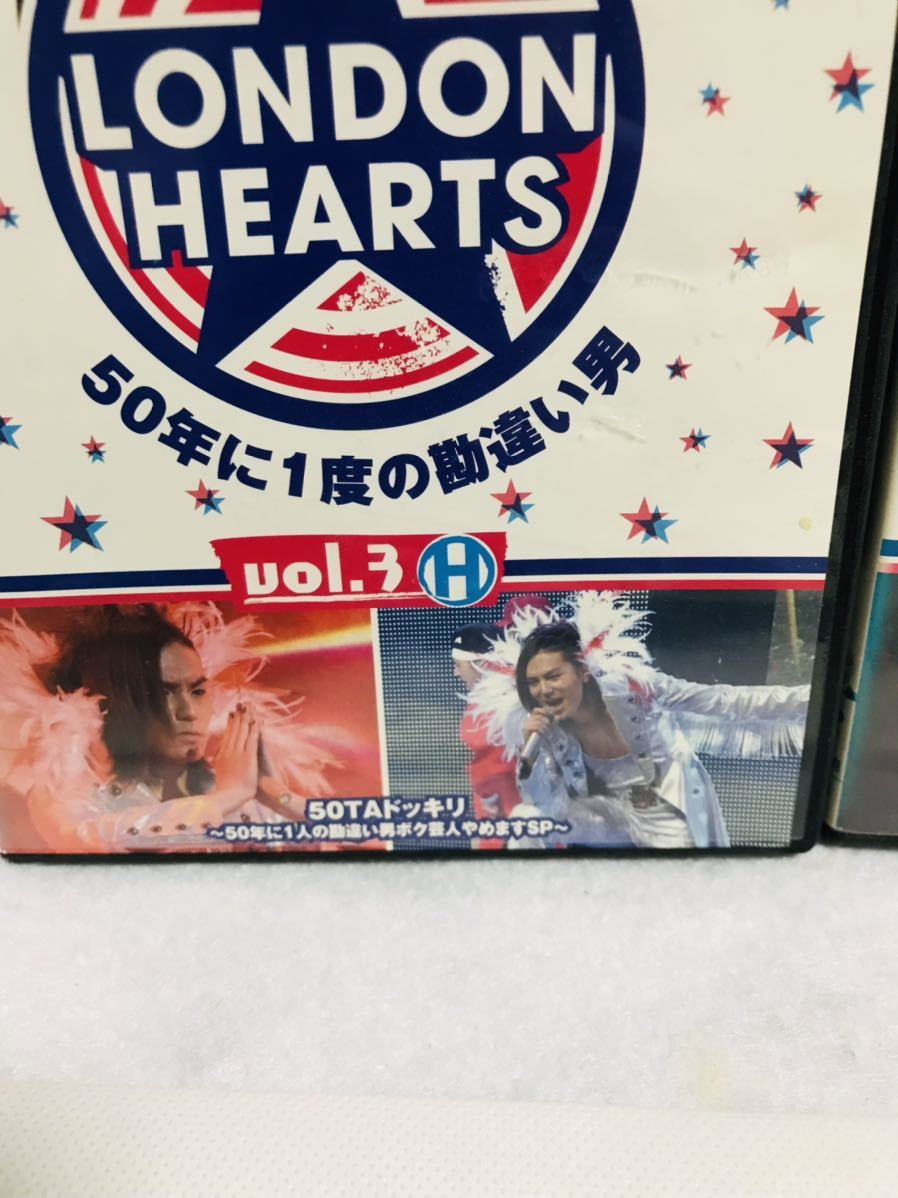 LONDON
HEARTS
50年に1度の勘違い男
vol.3 H
50TAドッキリ
～50年に1人の勘違い男ボク芸人やめますSP～